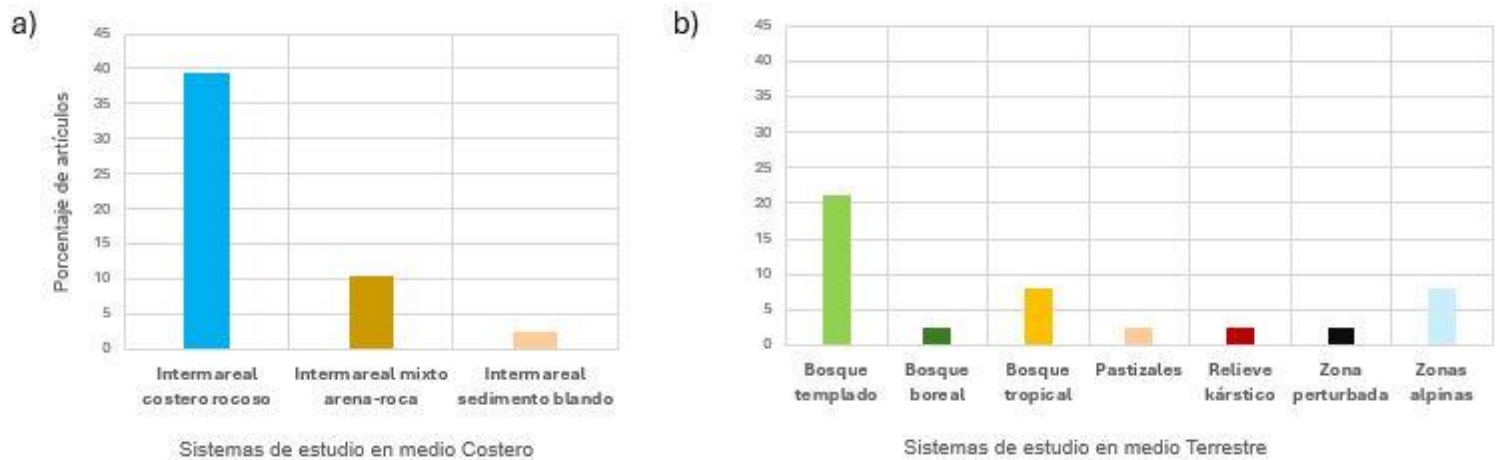 a)
45
40
35
30
25
20
15
10
5
0
Porcentaje de artículos
Intermareal costero rocoso
Intermareal mixto arena-roca
Intermareal sedimento blando
Sistemas de estudio en medio Costero
b)
45
40
35
30
25
20
15
10
5
0
Bosque templado
Bosque boreal
Bosque tropical
Pastizales
Relieve kárstico
Zona perturbada
Zonas alpinas
Sistemas de estudio en medio Terrestre